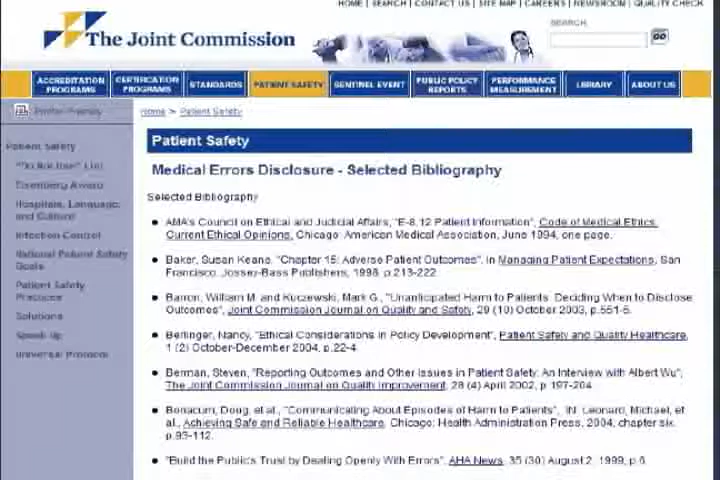 HOME | SEARCH | CONTACT US | SITE MAP | CAREERS | NEWSROOM | QUALITY CHECK
The Joint Commission
SEARCH
GO
ACCREDITATION PROGRAMS
CERTIFICATION PROGRAMS
STANDARDS
PATIENT SAFETY
SENTINEL EVENT
PUBLIC POLICY REPORTS
PERFORMANCE MEASUREMENT
LIBRARY
ABOUT US
Printer Friendly
Home > Patient Safety
Patient Safety
"Do Not Use" List
Eisenberg Award
Hospitals, Language,
and Culture
Infection Control
National Patient Safety
Goals
Patient Safety
Practices
Solutions
Speak Up
Universal Protocol
Patient Safety
Medical Errors Disclosure - Selected Bibliography
Selected Bibliography
• AMA's Council on Ethical and Judicial Affairs, "E-8.12 Patient Information", Code of Medical Ethics:
Current Ethical Opinions, Chicago: American Medical Association, June 1994, one page.
• Baker, Susan Keane, "Chapter 15: Adverse Patient Outcomes", in Managing Patient Expectations, San
Francisco, Jossey-Bass Publishers, 1998, p.213-222.
• Barron, William M. and Kuczewski, Mark G., "Unanticipated Harm to Patients: Deciding When to Disclose
Outcomes", Joint Commission Journal on Quality and Safety, 29 (10) October 2003, p.551-5.
• Berlinger, Nancy, "Ethical Considerations in Policy Development", Patient Safety and Quality Healthcare,
1 (2) October-December 2004, p.22-4.
• Berman, Steven, "Reporting Outcomes and Other Issues in Patient Safety: An Interview with Albert Wu",
The Joint Commission Journal on Quality Improvement, 28 (4) April 2002, p 197-204.
• Bonacum, Doug, et al., "Communicating About Episodes of Harm to Patients", IN: Leonard, Michael, et
al., Achieving Safe and Reliable Healthcare, Chicago: Health Administration Press, 2004, chapter six,
p.93-112.
• "Build the Public's Trust by Dealing Openly With Errors", AHA News, 35 (30) August 2, 1999, p.6.